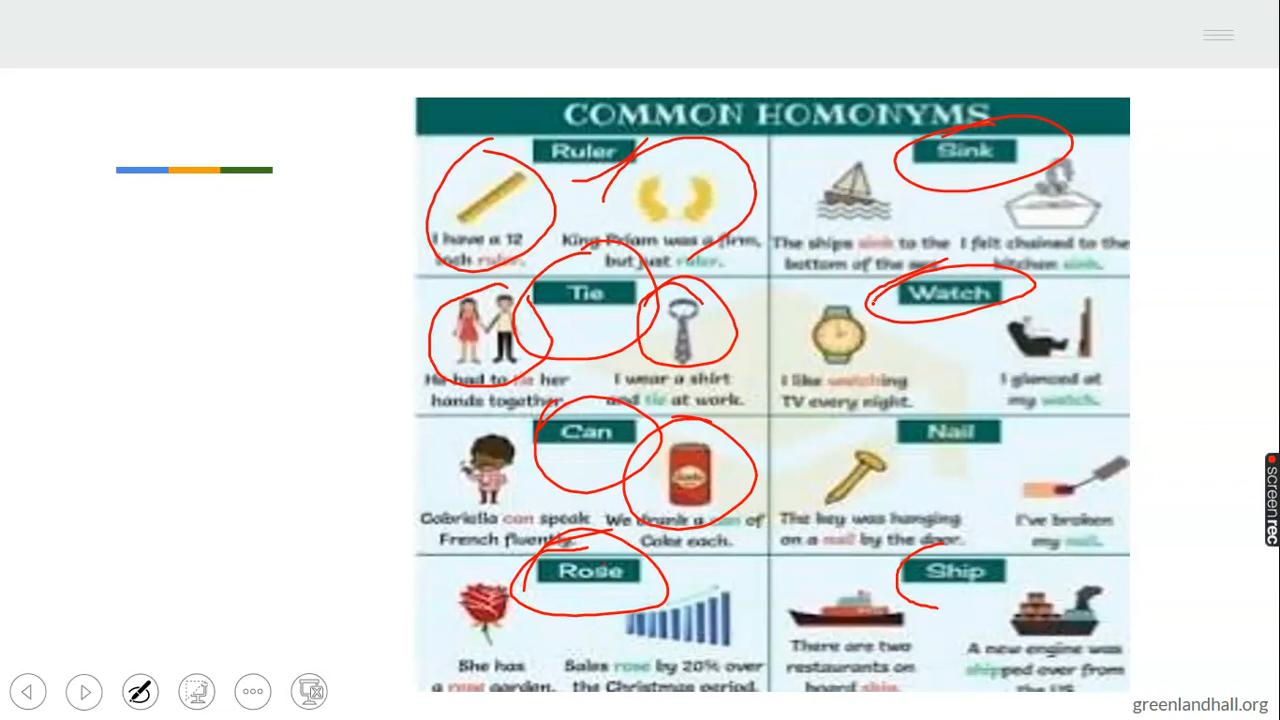 COMMON HOMONYMS
Ruler
I have a 12
inch ruler.
King Priam was a firm,
but just ruler.
Sink
The ships sink to the
bottom of the sea.
I felt chained to the
kitchen sink.
Tie
He had to tie her
hands together.
I wear a shirt
and tie at work.
Watch
I like watching
TV every night.
I glanced at
my watch.
Can
Gabriella can speak
French fluently.
We drank a can of
Coke each.
Nail
The key was hanging
on a nail by the door.
I've broken
my nail.
Rose
She has
a rose garden.
Sales rose by 20% over
the Christmas period.
Ship
There are two
restaurants on
board ship.
A new engine was
shipped over from
the US.
screenrec
greenlandhall.org